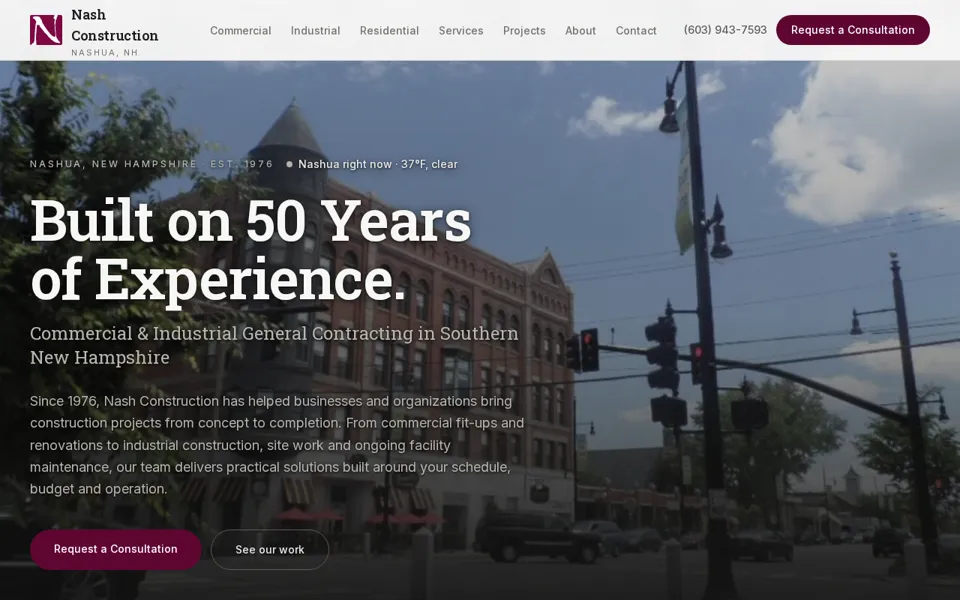 Nash
Construction
NASHUA, NH
Commercial
Industrial
Residential
Services
Projects
About
Contact
(603) 943-7593
Request a Consultation
NASHUA, NEW HAMPSHIRE · EST. 1976
Nashua right now · 37°F, clear
Built on 50 Years
of Experience.
Commercial & Industrial General Contracting in Southern
New Hampshire
Since 1976, Nash Construction has helped businesses and organizations bring
construction projects from concept to completion. From commercial fit-ups and
renovations to industrial construction, site work and ongoing facility
maintenance, our team delivers practical solutions built around your schedule,
budget and operation.
Request a Consultation
See our work